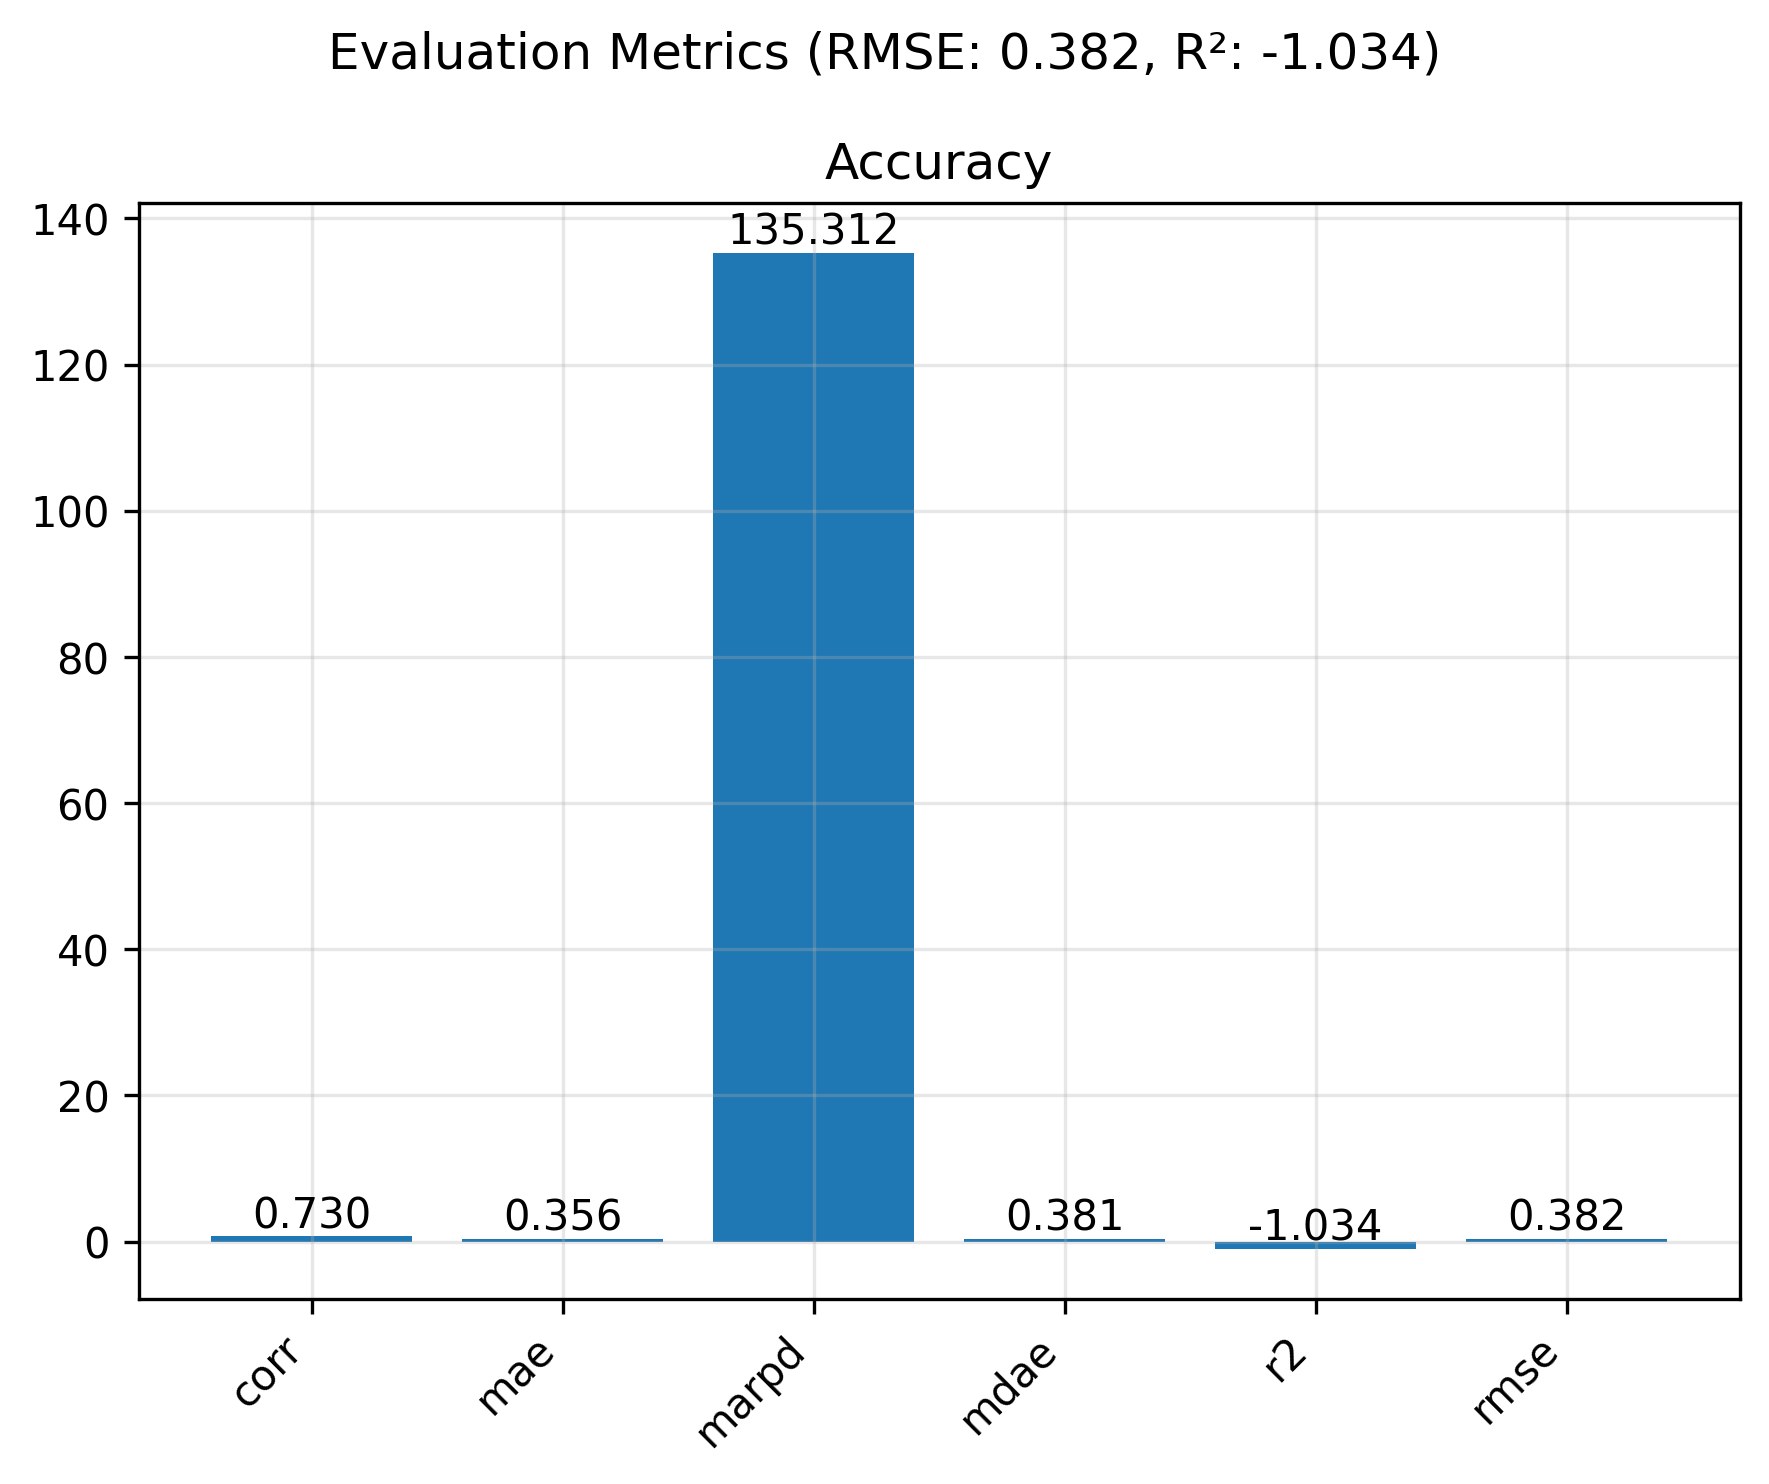 Evaluation Metrics (RMSE: 0.382, R²: -1.034)
Accuracy
140
135.312
120
100
80
60
40
20
0
0.730
0.356
0.381
-1.034
0.382
corr
mae
marpd
mdae
r2
rmse